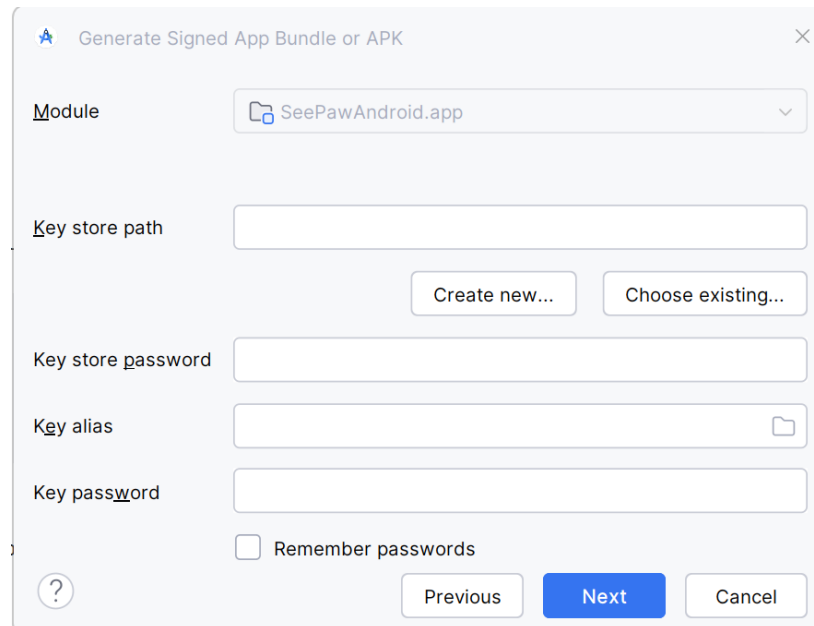 Generate Signed App Bundle or APK
Module
SeePawAndroid.app
Key store path
Create new...
Choose existing...
Key store password
Key alias
Key password
Remember passwords
?
Previous
Next
Cancel